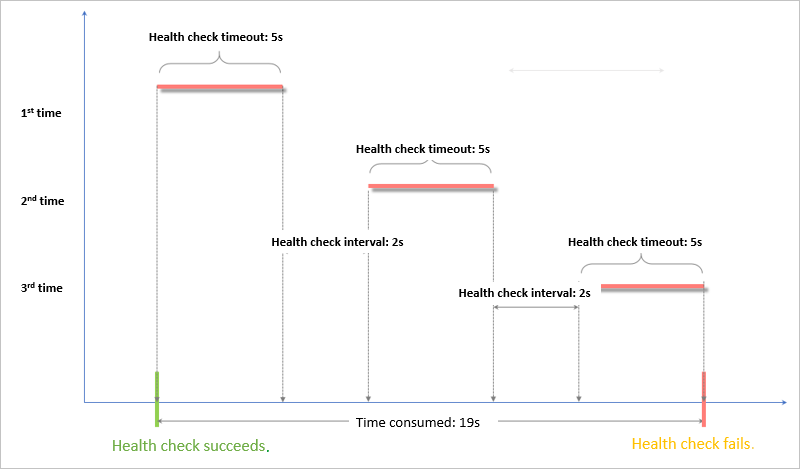 Health check timeout: 5s
1st time
Health check timeout: 5s
2nd time
Health check interval: 2s
Health check timeout: 5s
3rd time
Health check interval: 2s
Time consumed: 19s
Health check succeeds.
Health check fails.